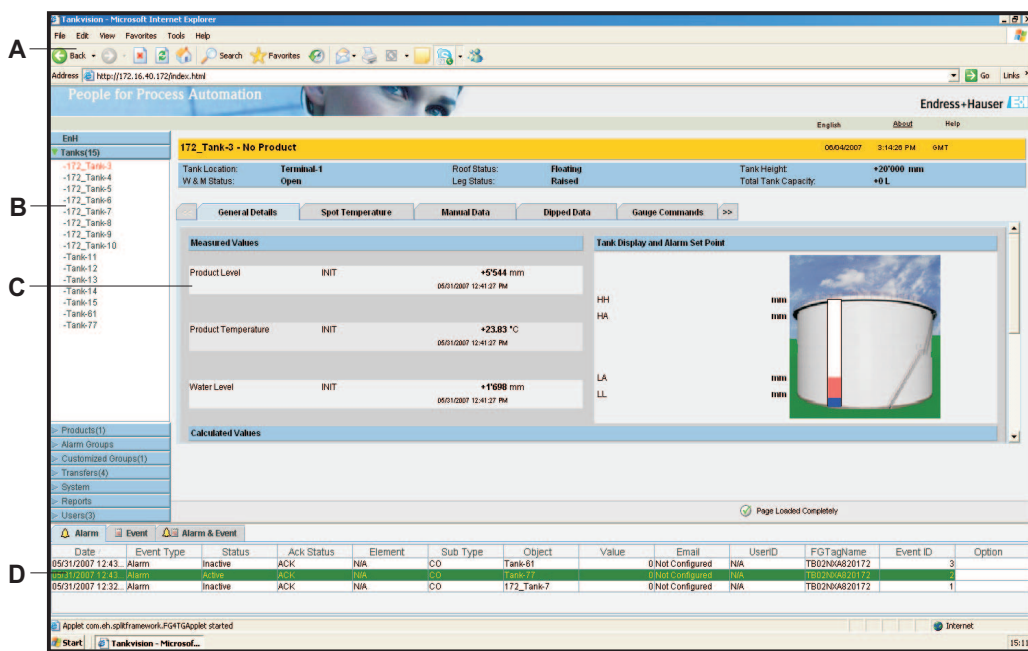 Tankvision - Microsoft Internet Explorer
File Edit View Favorites Tools Help
A
Back Search Favorites
Address http://172.16.40.172/index.html Go Links »
People for Process Automation
Endress+Hauser EH
English About Help
EnH
Tanks(15)
-172_Tank-3
-172_Tank-4
-172_Tank-5
-172_Tank-6
-172_Tank-7
-172_Tank-8
-172_Tank-9
-172_Tank-10
-Tank-11
-Tank-12
-Tank-13
-Tank-14
-Tank-15
-Tank-61
-Tank-77
B
C
Products(1)
Alarm Groups
Customized Groups(1)
Transfers(4)
System
Reports
Users(3)
172_Tank-3 - No Product 06/04/2007 3:14:26 PM GMT
Tank Location: Terminal-1 Roof Status: Floating Tank Height: +20'000 mm
W & M Status: Open Leg Status: Raised Total Tank Capacity: +0 L
<< General Details Spot Temperature Manual Data Dipped Data Gauge Commands >>
Measured Values
Product Level INIT +5'544 mm
05/31/2007 12:41:27 PM
Product Temperature INIT +23.83 °C
05/31/2007 12:41:27 PM
Water Level INIT +1'698 mm
05/31/2007 12:41:27 PM
Calculated Values
Tank Display and Alarm Set Point
HH mm
HA mm
LA mm
LL mm
Page Loaded Completely
Alarm Event Alarm & Event
Date Event Type Status Ack Status Element Sub Type Object Value Email UserID FGTagName Event ID Option
05/31/2007 12:43... Alarm Inactive ACK N/A CO Tank-61 0 Not Configured N/A TB02NXA820172 3
D
05/31/2007 12:43... Alarm Active ACK N/A CO Tank-77 0 Not Configured N/A TB02NXA820172 2
05/31/2007 12:32... Alarm Inactive ACK N/A CO 172_Tank-7 0 Not Configured N/A TB02NXA820172 1
Applet com.eh.splitframework.FG4TGApplet started Internet
Start Tankvision - Microsof... 15:11